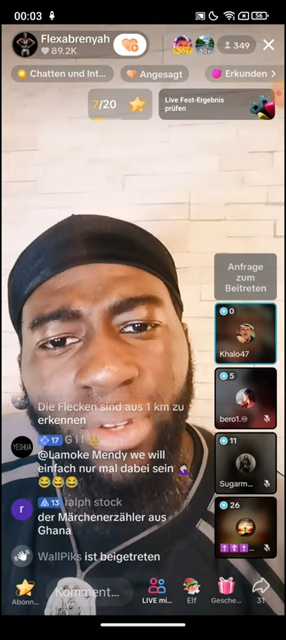 00:03
56
Flexabrenyah
89.2K
349
Chatten und Int...
Angesagt
Erkunden >
7/20
Live Fest-Ergebnis
prüfen
Anfrage
zum
Beitreten
0
Khalo47
5
bero1.♾
11
Sugarm...
26
Die Flecken sind aus 1 km zu
erkennen
YESHUA
17 G I I
@Lamoke Mendy we will
einfach nur mal dabei sein 🤦‍♀️
😂😂😂
r
13 ralph stock
der Märchenerzähler aus
Ghana
WallPiks ist beigetreten
Abonn...
Komment...
LIVE mi...
Elf
Gesche...
31